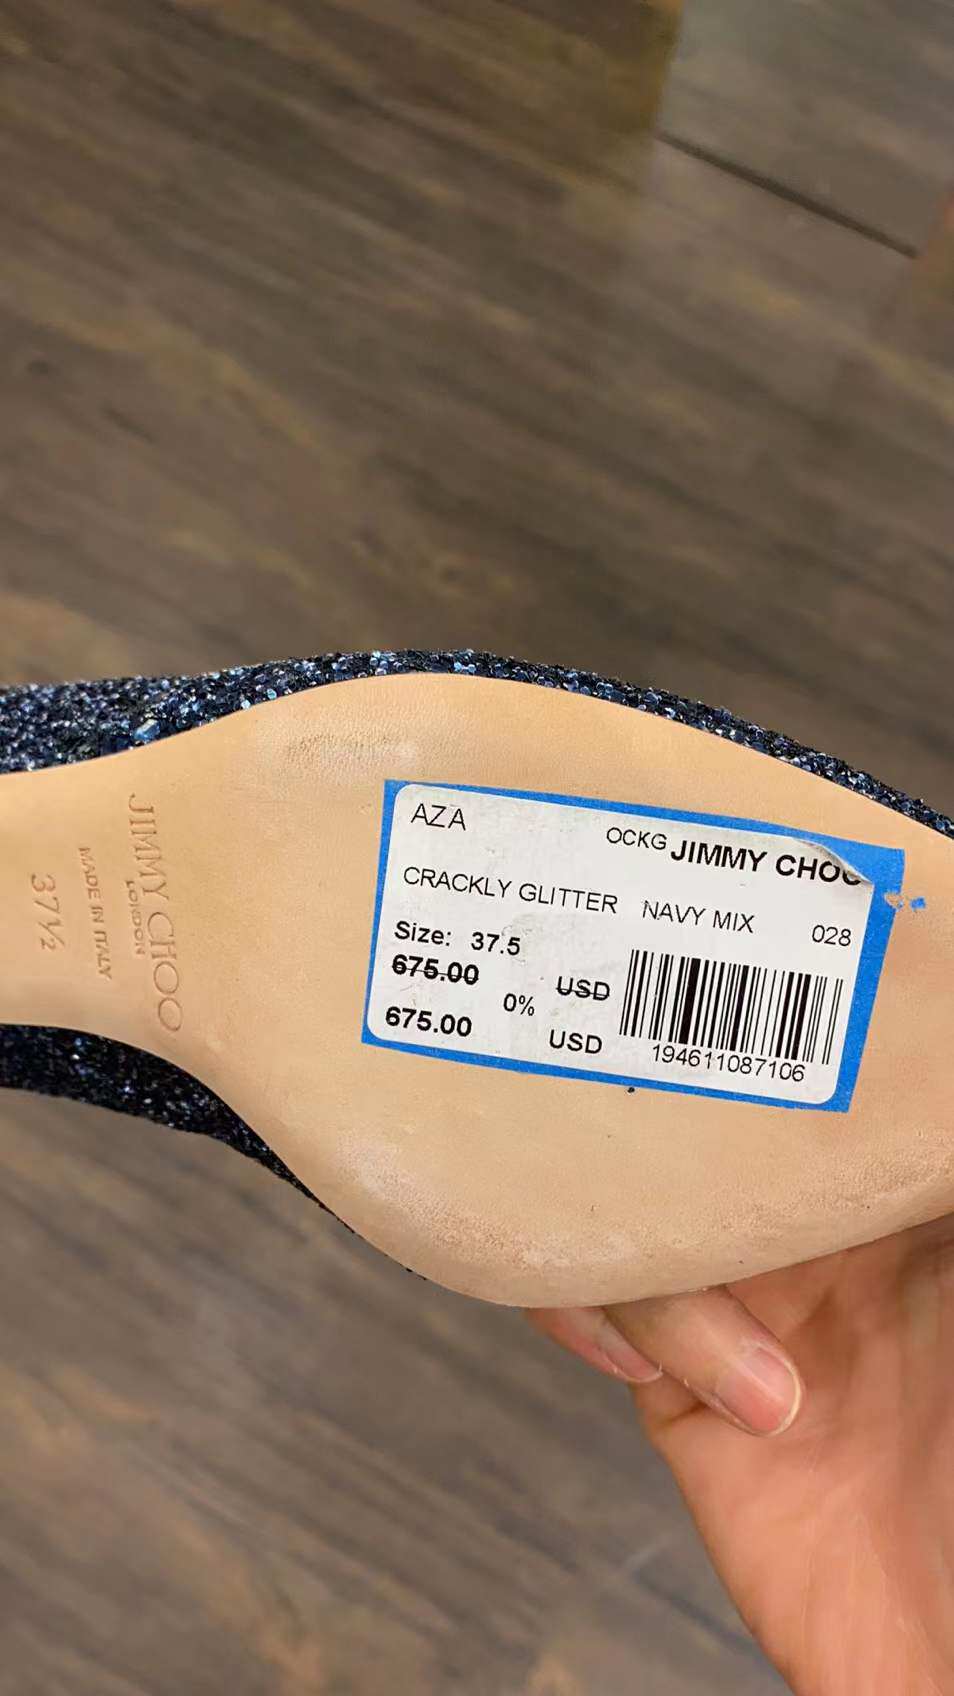 AZA
OCKG JIMMY CHOO
CRACKLY GLITTER NAVY MIX 028
Size: 37.5
675.00 USD
0%
675.00 USD
194611087106
JIMMY CHOO
LONDON
MADE IN ITALY
37½